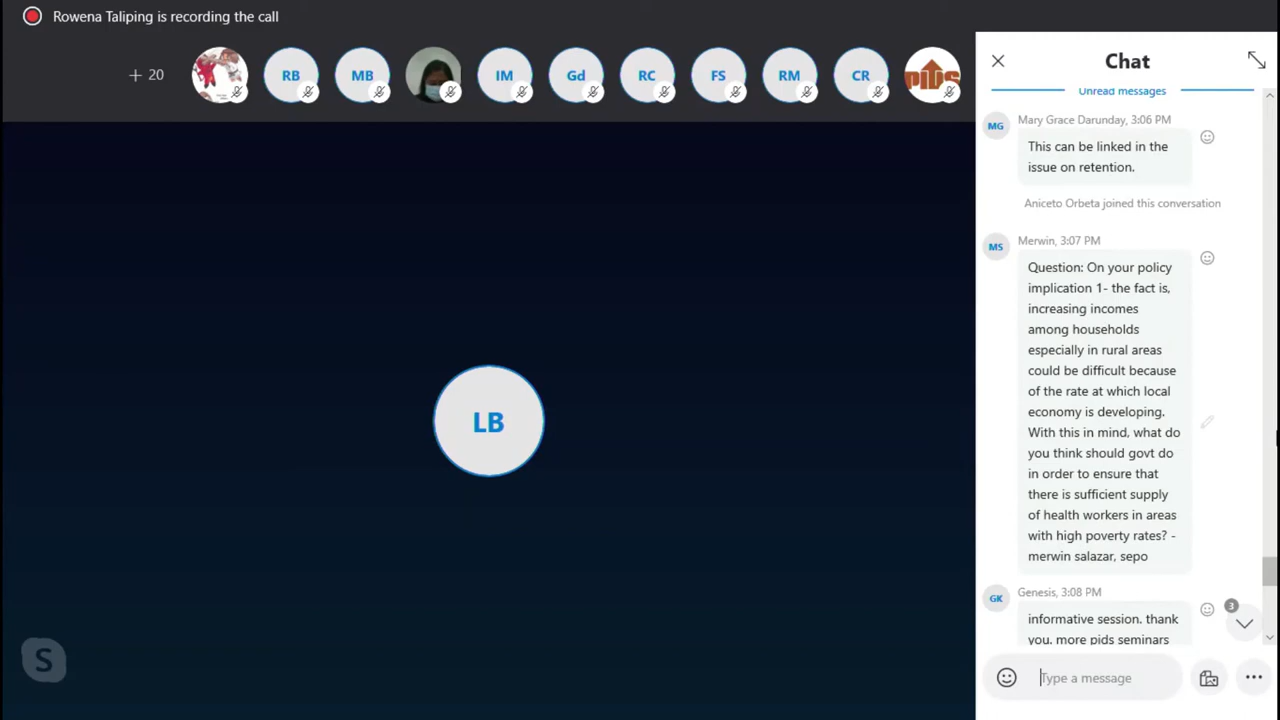 Rowena Taliping is recording the call
+ 20
RB
MB
IM
Gd
RC
FS
RM
CR
PIDS
LB
S
Chat
Unread messages
MG
Mary Grace Darunday, 3:06 PM
This can be linked in the
issue on retention.
Aniceto Orbeta joined this conversation
MS
Merwin, 3:07 PM
Question: On your policy
implication 1- the fact is,
increasing incomes
among households
especially in rural areas
could be difficult because
of the rate at which local
economy is developing.
With this in mind, what do
you think should govt do
in order to ensure that
there is sufficient supply
of health workers in areas
with high poverty rates? -
merwin salazar, sepo
GK
Genesis, 3:08 PM
informative session. thank
you. more pids seminars
3
Type a message